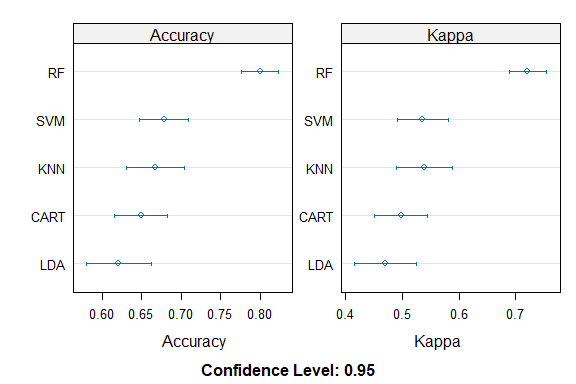 Accuracy
Kappa
RF
SVM
KNN
CART
LDA
RF
SVM
KNN
CART
LDA
0.60 0.65 0.70 0.75 0.80
0.4 0.5 0.6 0.7
Accuracy
Kappa
Confidence Level: 0.95